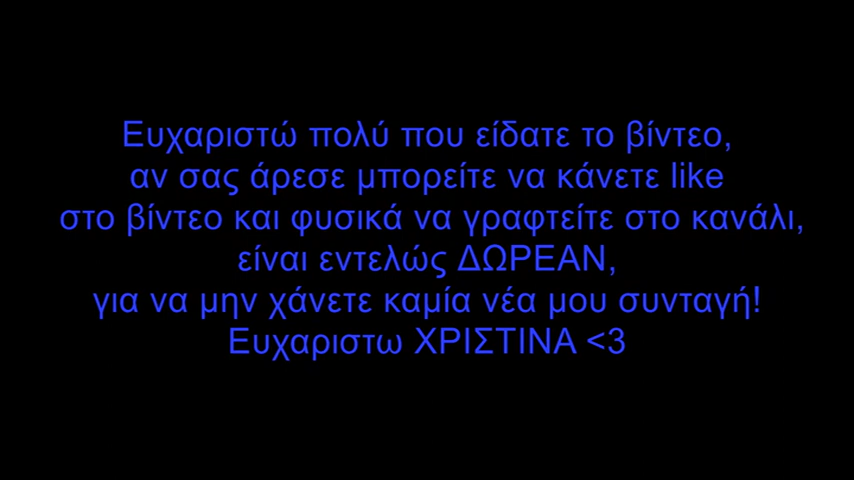 Ευχαριστώ πολύ που είδατε το βίντεο,
αν σας άρεσε μπορείτε να κάνετε like
στο βίντεο και φυσικά να γραφτείτε στο κανάλι,
είναι εντελώς ΔΩΡΕΑΝ,
για να μην χάνετε καμία νέα μου συνταγή!
Ευχαριστω ΧΡΙΣΤΙΝΑ <3